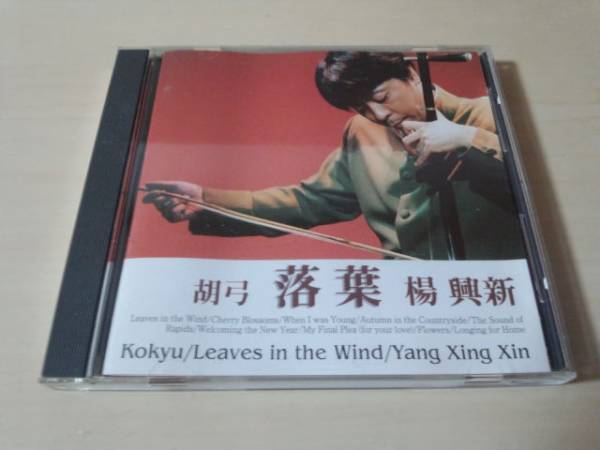 胡弓 落葉 楊 興新
Leaves in the Wind/Cherry Blossoms/When I was Young/Autumn in the Countryside/The Sound of
Rapids/Welcoming the New Year/My Final Plea (for your love)/Flowers/Longing for Home
Kokyu/Leaves in the Wind/Yang Xing Xin